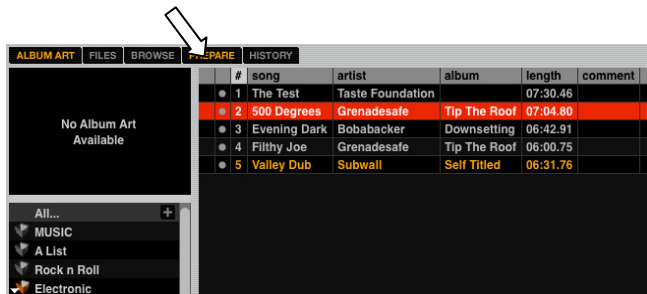 ALBUM ART FILES BROWSE PREPARE HISTORY
# song artist album length comment
1 The Test Taste Foundation 07:30.46
2 500 Degrees Grenadesafe Tip The Roof 07:04.80
3 Evening Dark Bobabacker Downsetting 06:42.91
4 Filthy Joe Grenadesafe Tip The Roof 06:00.75
5 Valley Dub Subwall Self Titled 06:31.76
No Album Art
Available
All... +
MUSIC
A List
Rock n Roll
Electronic